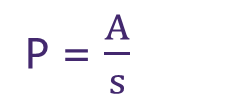 P = A/s